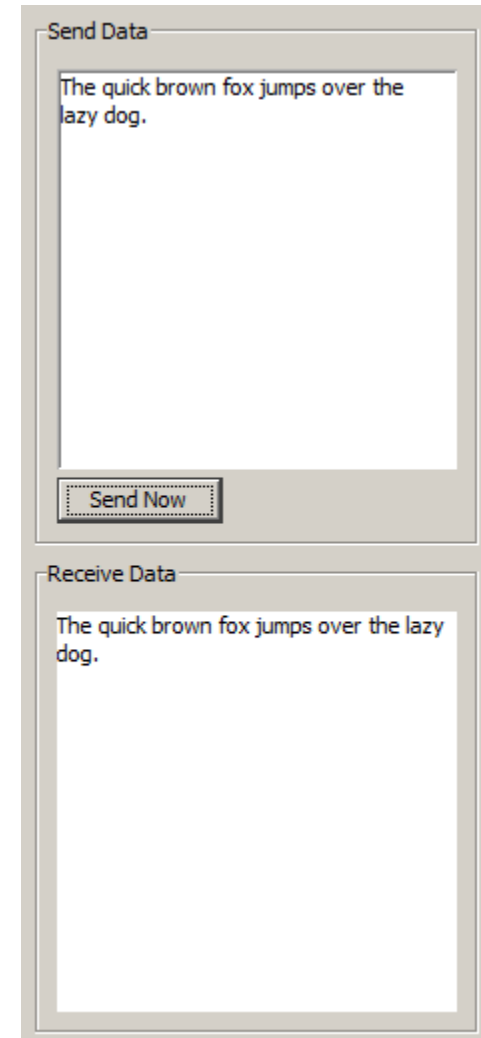 Send Data
The quick brown fox jumps over the
lazy dog.
Send Now
Receive Data
The quick brown fox jumps over the lazy
dog.